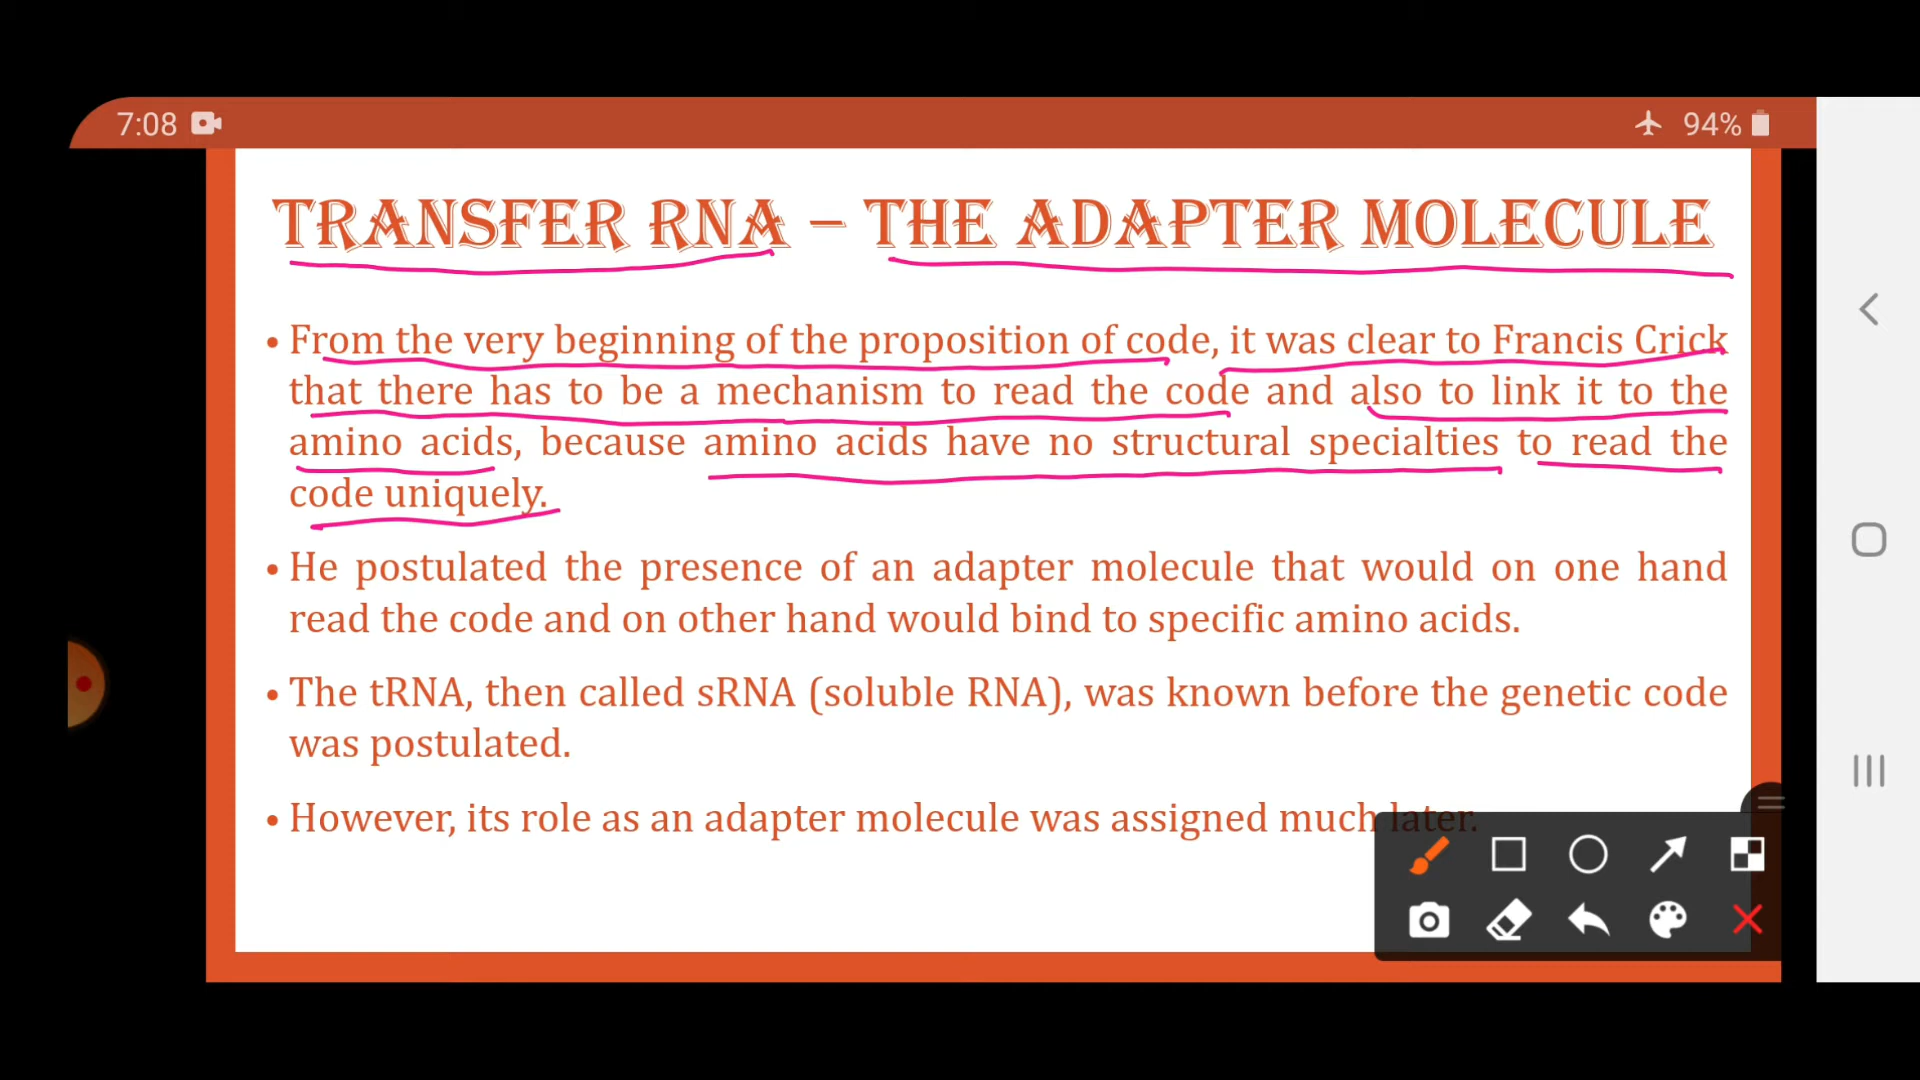 7:08
94%
TRANSFER RNA – THE ADAPTER MOLECULE
• From the very beginning of the proposition of code, it was clear to Francis Crick
that there has to be a mechanism to read the code and also to link it to the
amino acids, because amino acids have no structural specialties to read the
code uniquely.
• He postulated the presence of an adapter molecule that would on one hand
read the code and on other hand would bind to specific amino acids.
• The tRNA, then called sRNA (soluble RNA), was known before the genetic code
was postulated.
• However, its role as an adapter molecule was assigned much later.